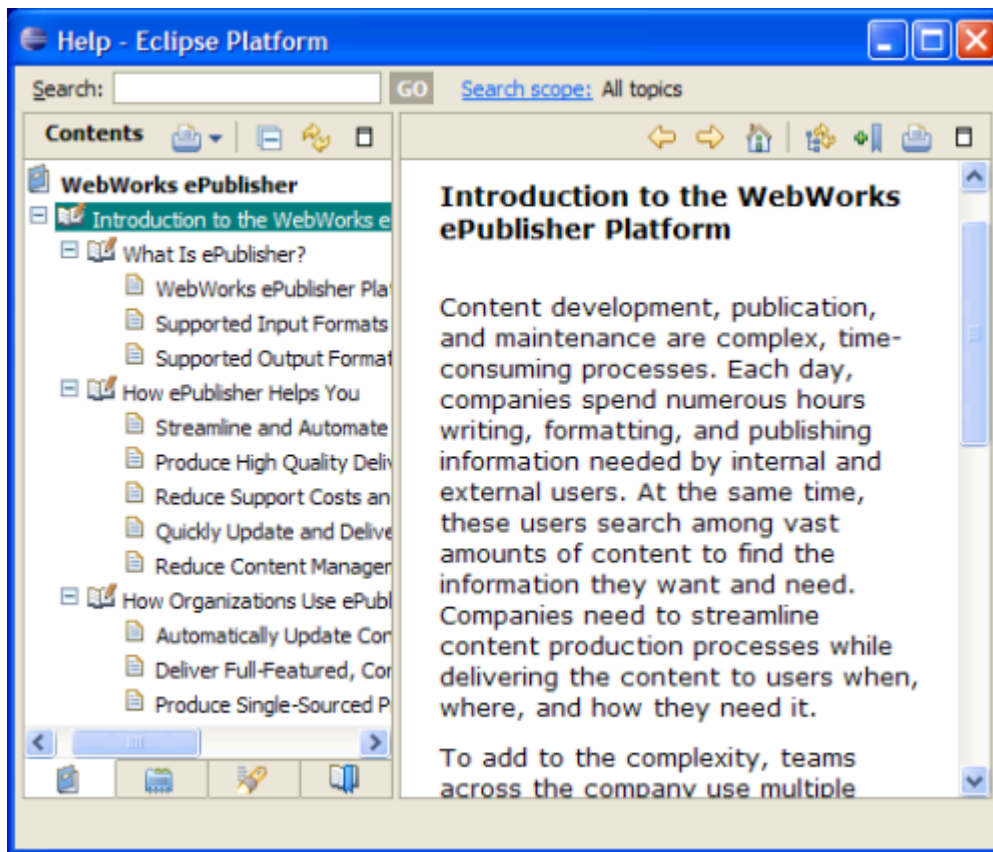 Help - Eclipse Platform
Search: GO Search scope: All topics
Contents
WebWorks ePublisher
Introduction to the WebWorks e
What Is ePublisher?
WebWorks ePublisher Pla
Supported Input Formats
Supported Output Format
How ePublisher Helps You
Streamline and Automate
Produce High Quality Deliv
Reduce Support Costs an
Quickly Update and Delive
Reduce Content Manager
How Organizations Use ePubl
Automatically Update Con
Deliver Full-Featured, Cor
Produce Single-Sourced P
Introduction to the WebWorks
ePublisher Platform
Content development, publication,
and maintenance are complex, time-
consuming processes. Each day,
companies spend numerous hours
writing, formatting, and publishing
information needed by internal and
external users. At the same time,
these users search among vast
amounts of content to find the
information they want and need.
Companies need to streamline
content production processes while
delivering the content to users when,
where, and how they need it.
To add to the complexity, teams
across the company use multiple